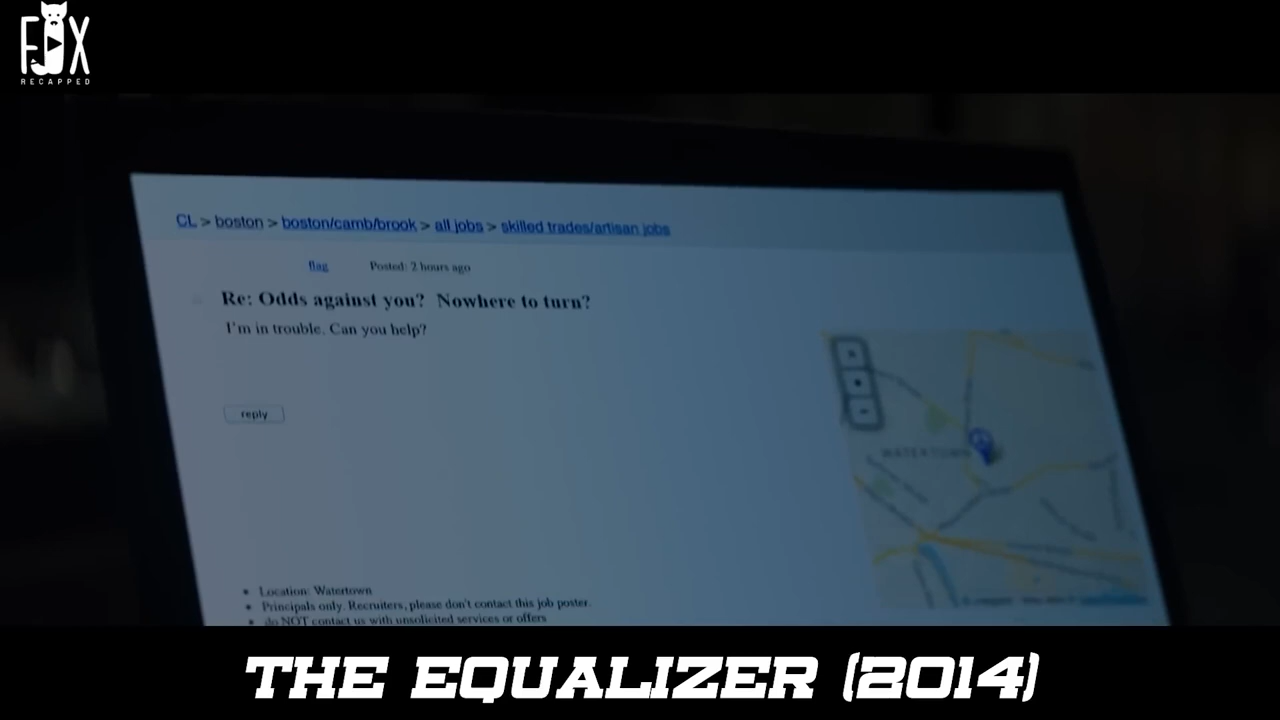 FOX
RECAPPED
CL > boston > boston/camb/brook > all jobs > skilled trades/artisan jobs
flag Posted: 2 hours ago
Re: Odds against you? Nowhere to turn?
I'm in trouble. Can you help?
reply
WATERTOWN
Location: Watertown
Principals only. Recruiters, please don't contact this job poster.
do NOT contact us with unsolicited services or offers
THE EQUALIZER (2014)